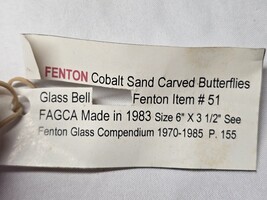 FENTON Cobalt Sand Carved Butterflies
Glass Bell Fenton Item # 51
FAGCA Made in 1983 Size 6" X 3 1/2" See
Fenton Glass Compendium 1970-1985 P. 155